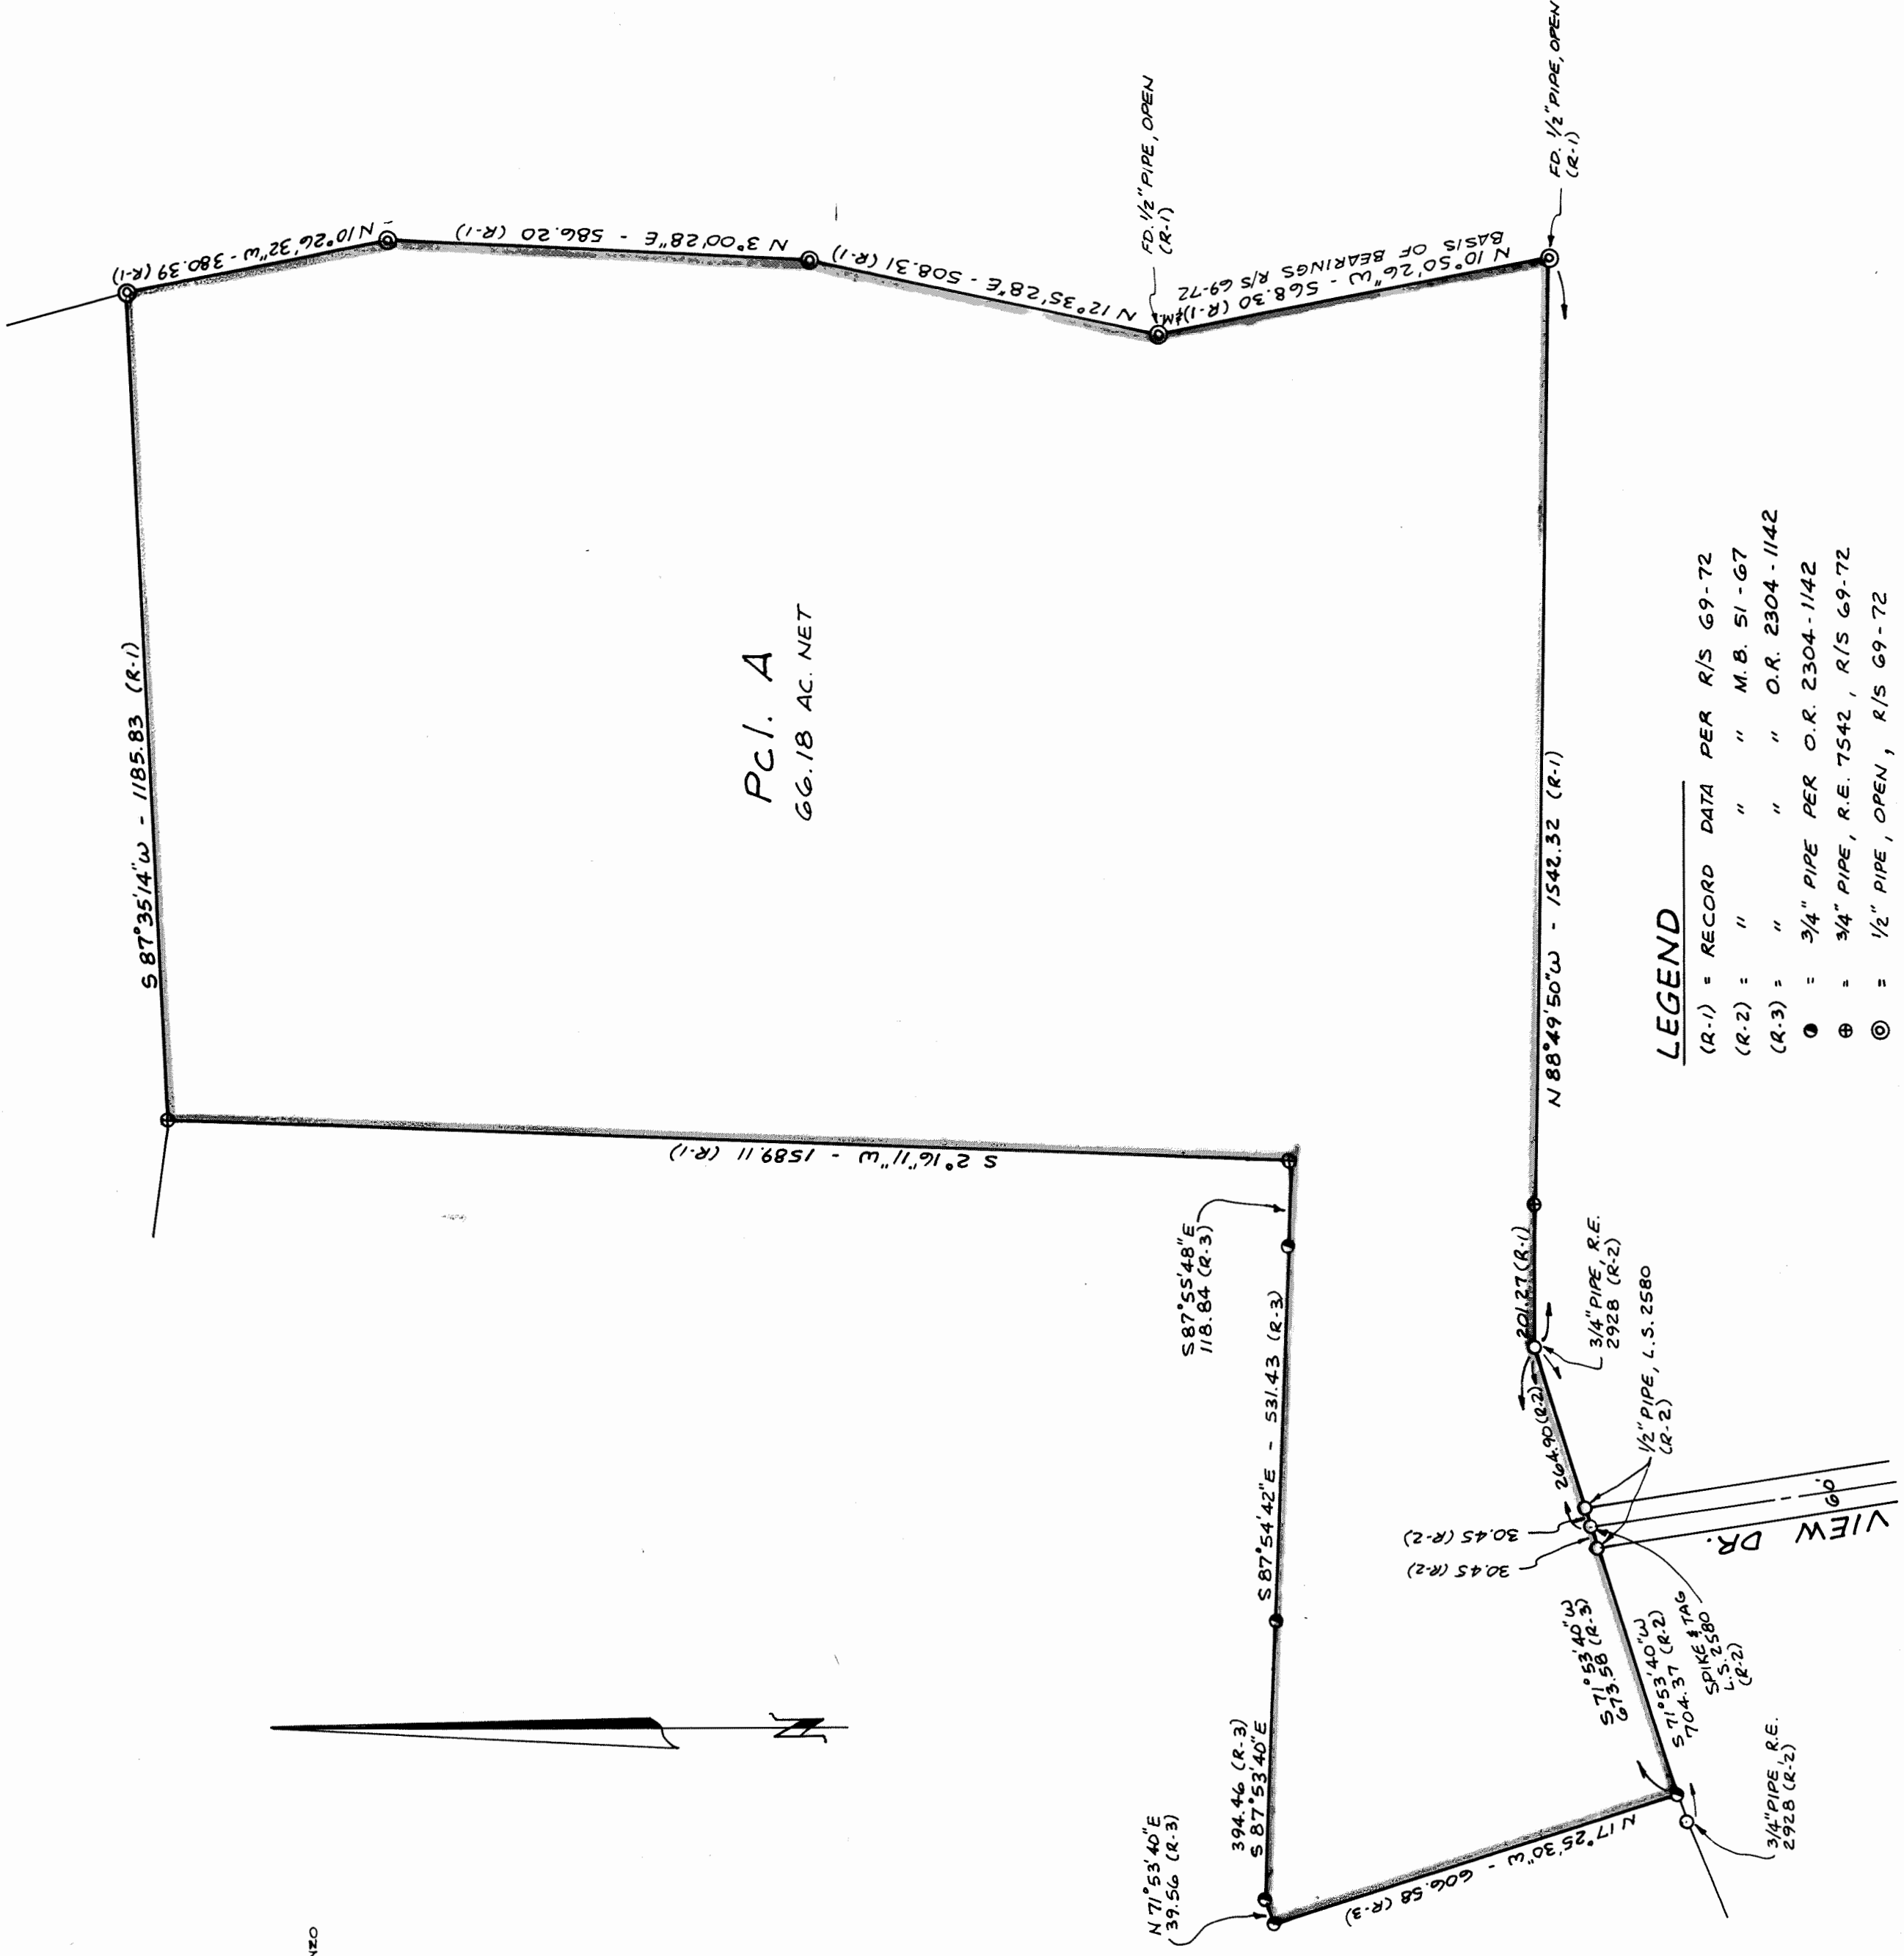 S 87°35'14"W - 1185.83 (R-1)
N 10°26'32"W - 380.39 (R-1)
N 3°00'28"E - 586.20 (R-1)
N 12°35'28"E - 508.31 (R-1)
FD. 1/2" PIPE, OPEN
(R-1)
N 10°50'26"W - 568.30 (R-1)&M.
BASIS OF BEARINGS R/S 69-72
FD. 1/2" PIPE, OPEN
(R-1)
Pcl. A
66.18 AC. NET
S 2°16'11"W - 1589.11 (R-1)
S 87°55'48"E
118.84 (R-3)
S 87°54'42"E - 531.43 (R-3)
394.46 (R-3)
S 87°53'40"E
N 71°53'40"E
39.56 (R-3)
N 17°25'30"W - 606.58 (R-3)
N 88°49'50"W - 1542.32 (R-1)
201.27 (R-1)
3/4" PIPE, R.E.
2928 (R-2)
264.90 (R-2)
1/2" PIPE, L.S. 2580
(R-2)
30.45 (R-2)
30.45 (R-2)
VIEW DR.
60'
S 71°53'40"W
673.58 (R-3)
S 71°53'40"W
704.37 (R-2)
SPIKE & TAG
L.S. 2580
(R-2)
3/4" PIPE, R.E.
2928 (R-2)
N
NZO
LEGEND
(R-1) = RECORD DATA PER R/S 69-72
(R-2) = " " " M.B. 51-67
(R-3) = " " " O.R. 2304-1142
= 3/4" PIPE PER O.R. 2304-1142
= 3/4" PIPE, R.E. 7542, R/S 69-72
= 1/2" PIPE, OPEN, R/S 69-72